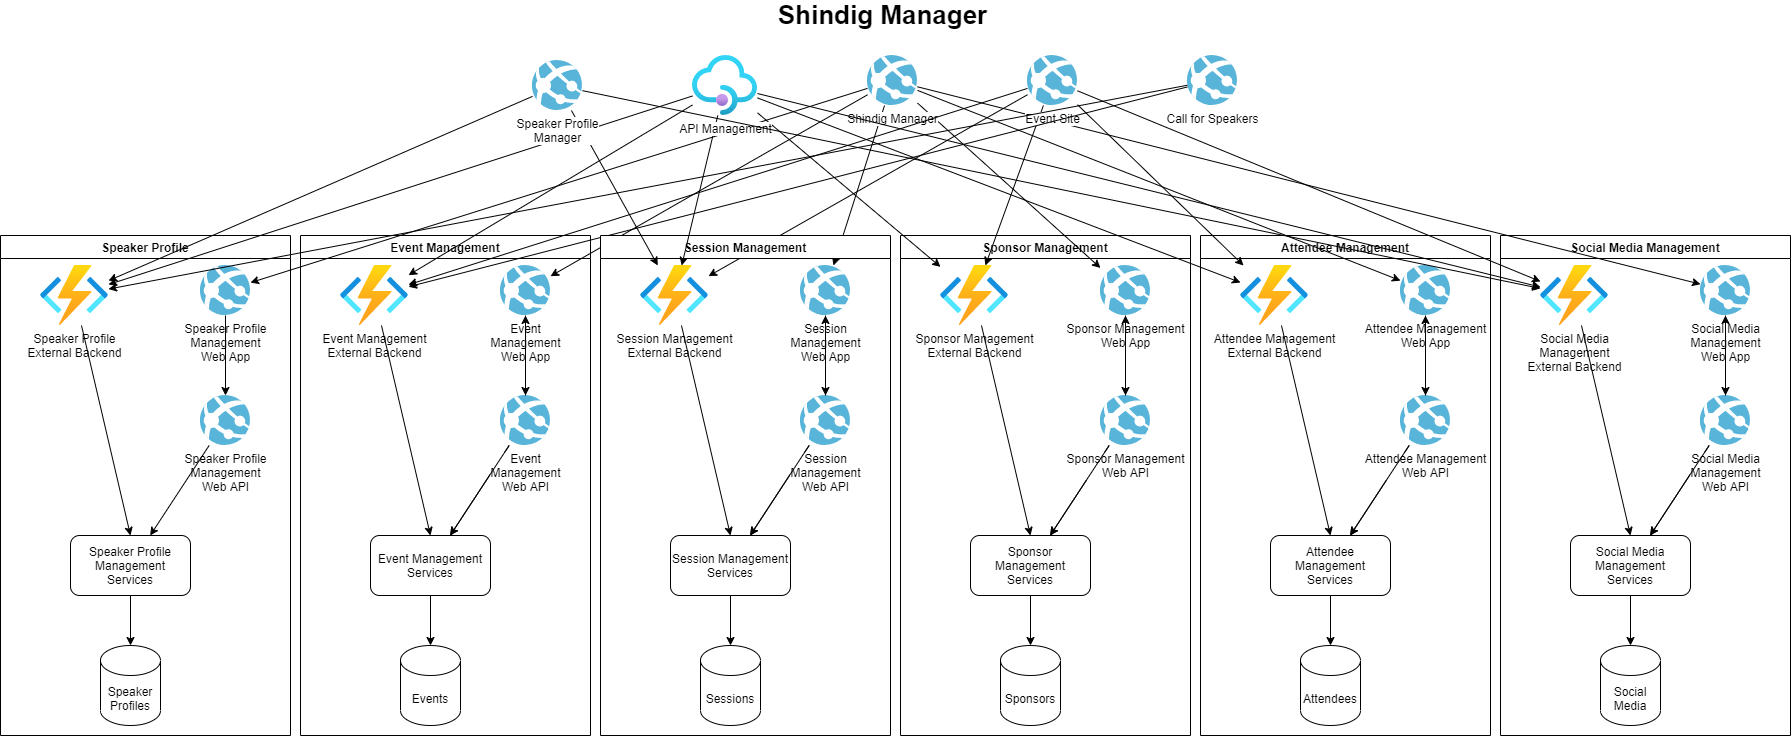 Shindig Manager
Speaker Profile
Manager
API Management
Shindig Manager
Event Site
Call for Speakers
Speaker Profile
Event Management
Session Management
Sponsor Management
Attendee Management
Social Media Management
Speaker Profile
External Backend
Speaker Profile
Management
Web App
Event Management
External Backend
Event
Management
Web App
Session Management
External Backend
Session
Management
Web App
Sponsor Management
External Backend
Sponsor Management
Web App
Attendee Management
External Backend
Attendee Management
Web App
Social Media
Management
External Backend
Social Media
Management
Web App
Speaker Profile
Management
Web API
Event
Management
Web API
Session
Management
Web API
Sponsor Management
Web API
Attendee Management
Web API
Social Media
Management
Web API
Speaker Profile
Management
Services
Event Management
Services
Session Management
Services
Sponsor
Management
Services
Attendee
Management
Services
Social Media
Management
Services
Speaker
Profiles
Events
Sessions
Sponsors
Attendees
Social
Media